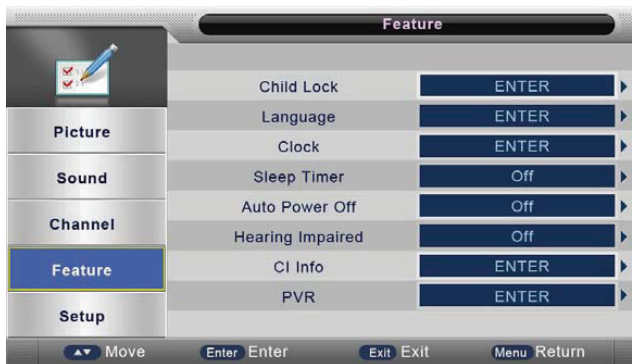 Feature
Child Lock ENTER
Language ENTER
Clock ENTER
Sleep Timer Off
Auto Power Off Off
Hearing Impaired Off
CI Info ENTER
PVR ENTER
Picture
Sound
Channel
Feature
Setup
Move Enter Enter Exit Exit Menu Return